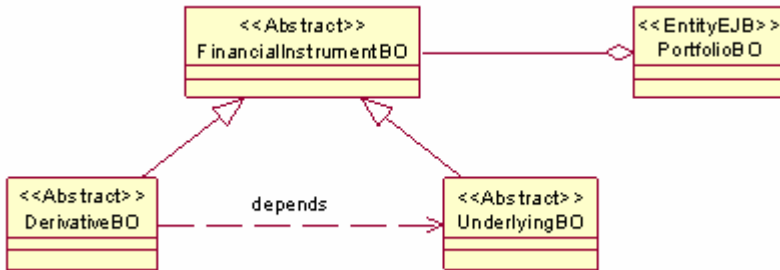 <<Abstract>>
FinancialInstrumentBO
<<EntityEJB>>
PortfolioBO
<<Abstract>>
DerivativeBO
depends
<<Abstract>>
UnderlyingBO